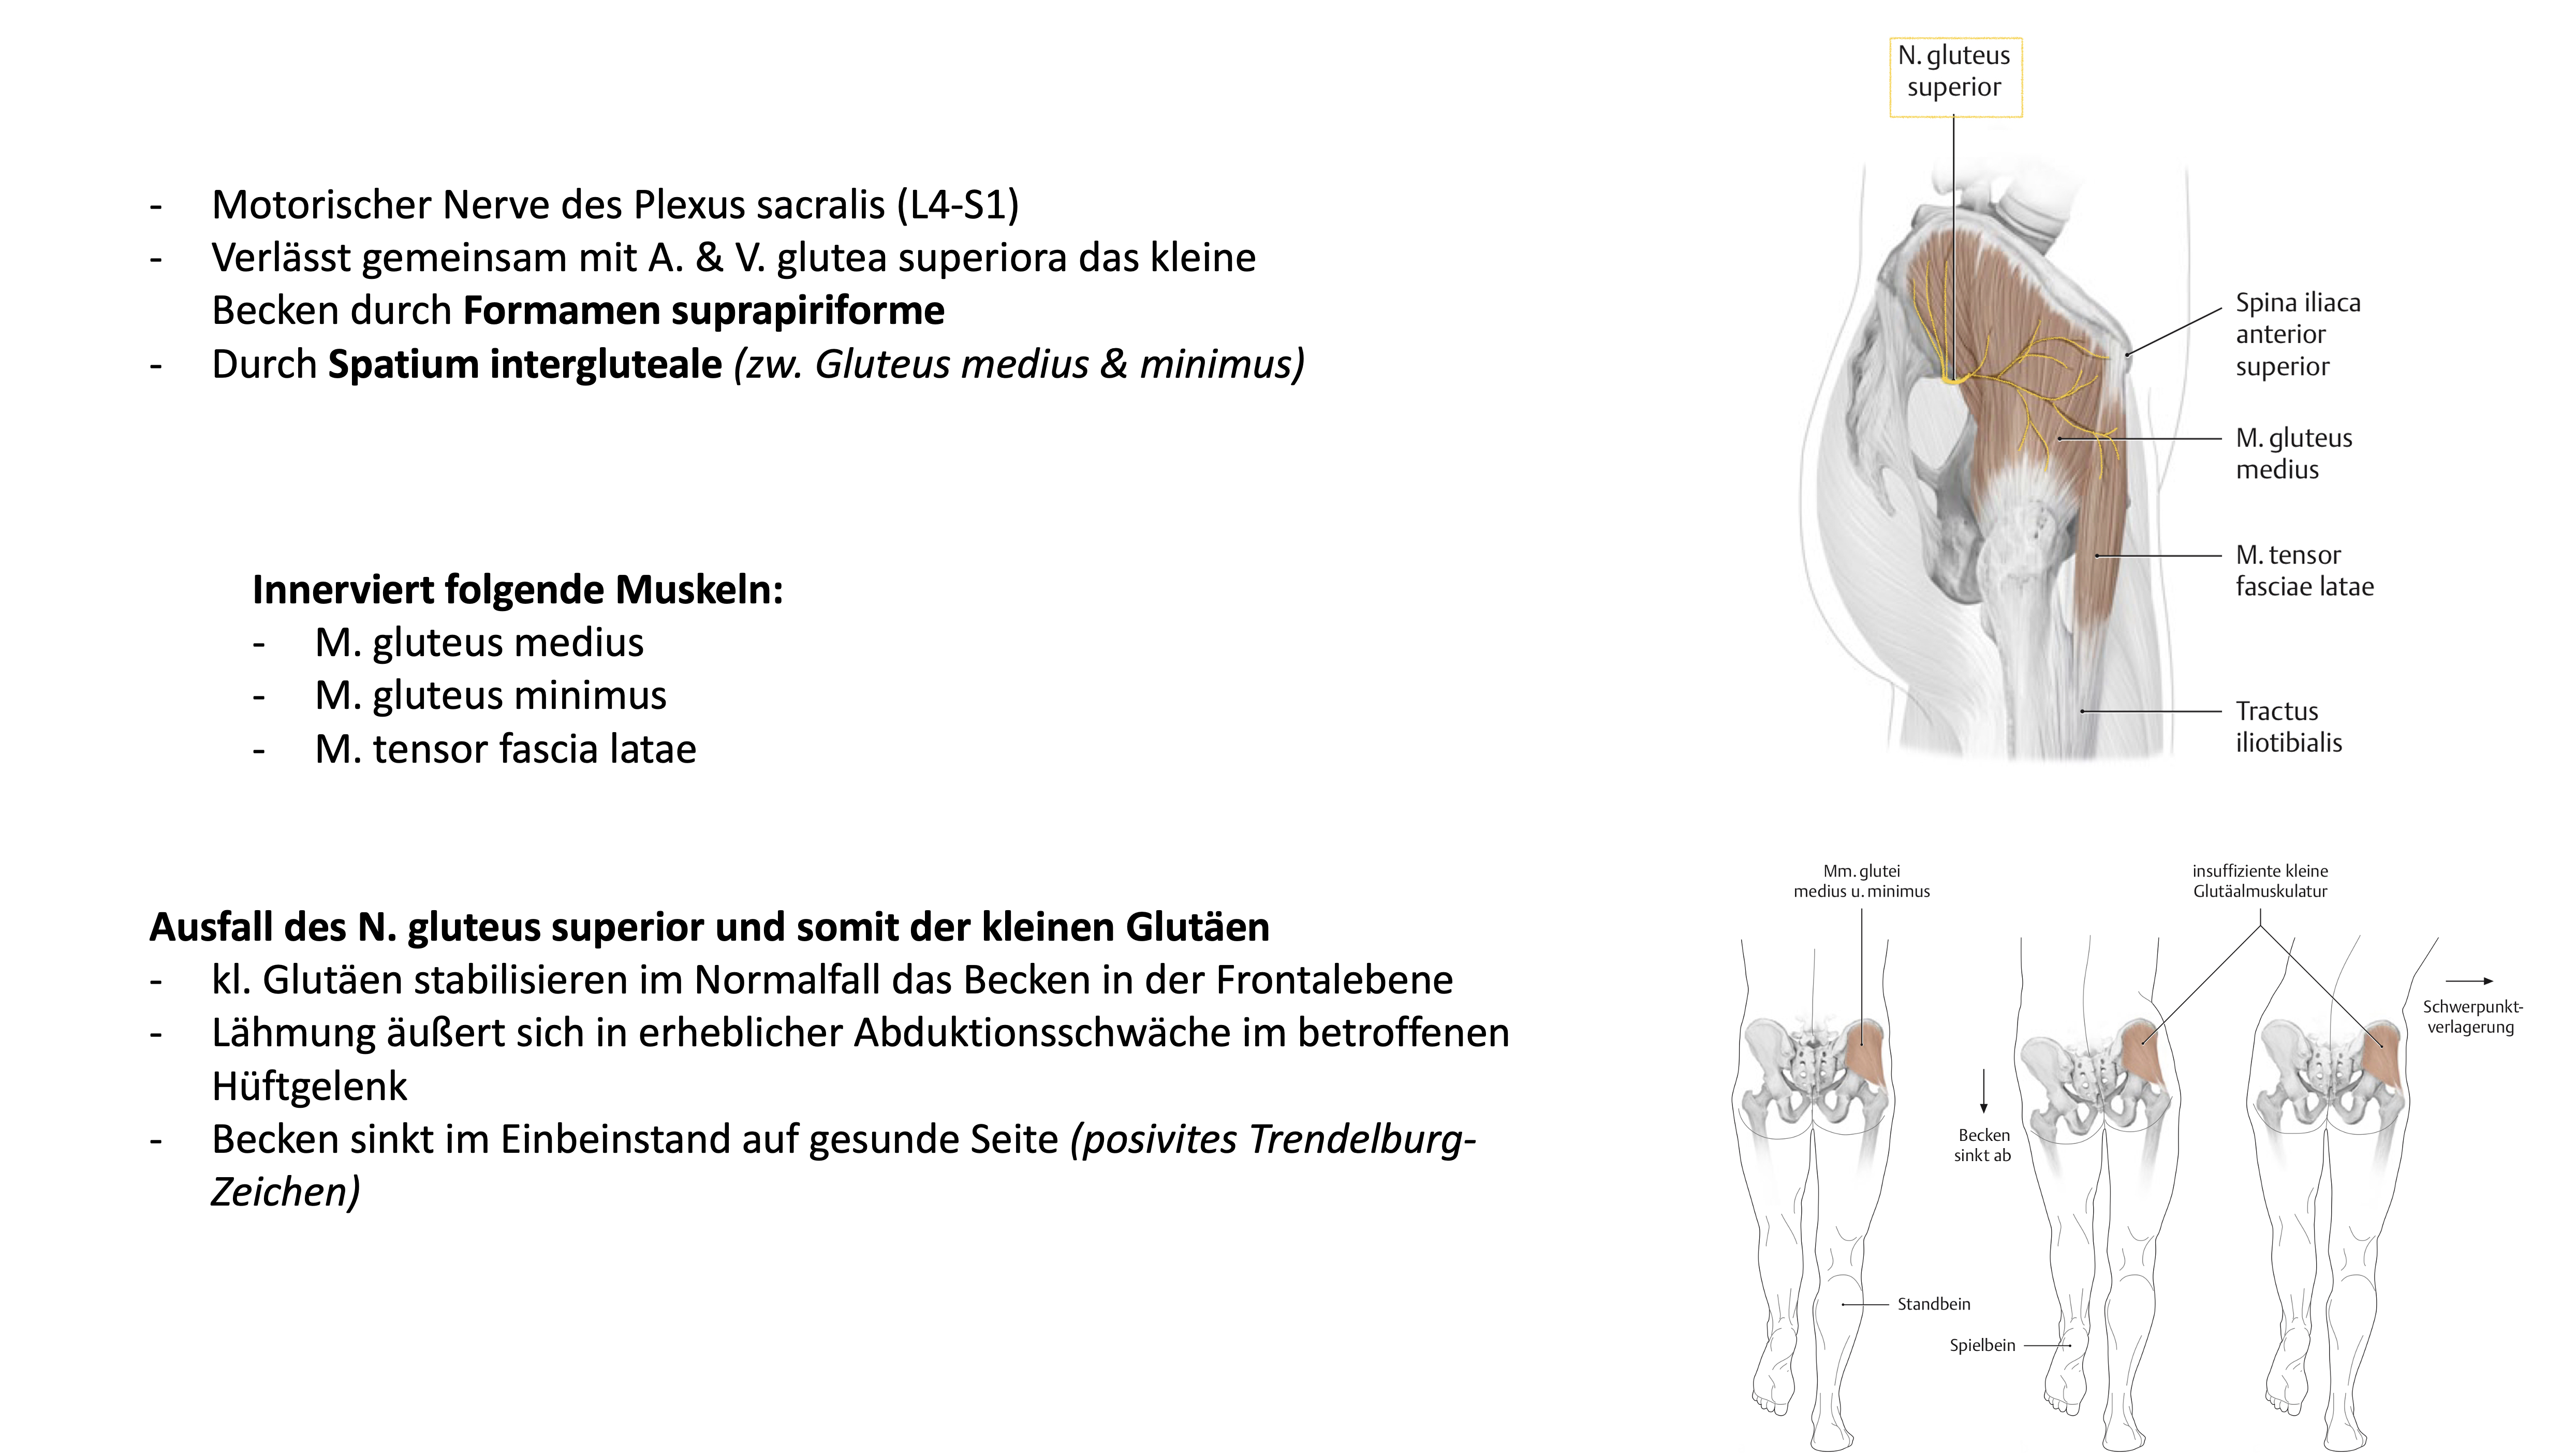 - Motorischer Nerve des Plexus sacralis (L4-S1)
- Verlässt gemeinsam mit A. & V. glutea superiora das kleine
Becken durch Formamen suprapiriforme
- Durch Spatium intergluteale (zw. Gluteus medius & minimus)
Innerviert folgende Muskeln:
- M. gluteus medius
- M. gluteus minimus
- M. tensor fascia latae
Ausfall des N. gluteus superior und somit der kleinen Glutäen
- kl. Glutäen stabilisieren im Normalfall das Becken in der Frontalebene
- Lähmung äußert sich in erheblicher Abduktionsschwäche im betroffenen
Hüftgelenk
- Becken sinkt im Einbeinstand auf gesunde Seite (posivites Trendelburg-
Zeichen)
N. gluteus
superior
Spina iliaca
anterior
superior
M. gluteus
medius
M. tensor
fasciae latae
Tractus
iliotibialis
Mm. glutei
medius u. minimus
insuffiziente kleine
Glutäalmuskulatur
Schwerpunkt-
verlagerung
Becken
sinkt ab
Standbein
Spielbein